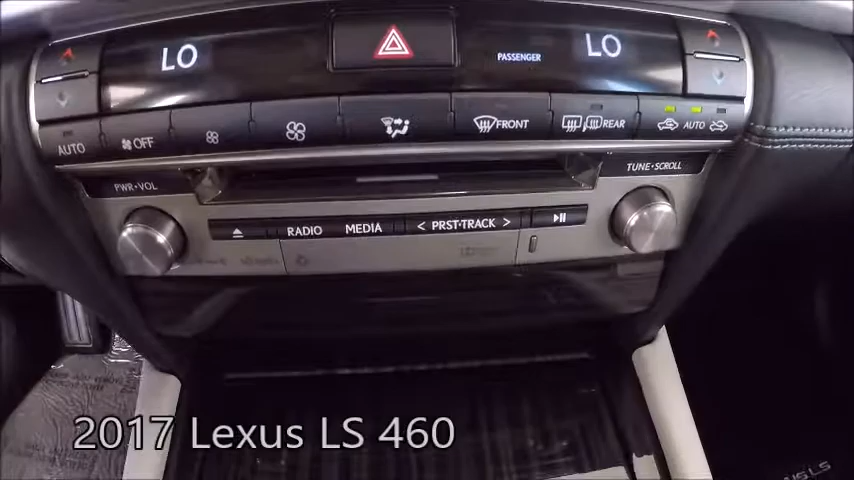 LO
PASSENGER
LO
AUTO
OFF
FRONT
REAR
AUTO
PWR•VOL
TUNE•SCROLL
RADIO
MEDIA
< PRST•TRACK >
2017 Lexus LS 460